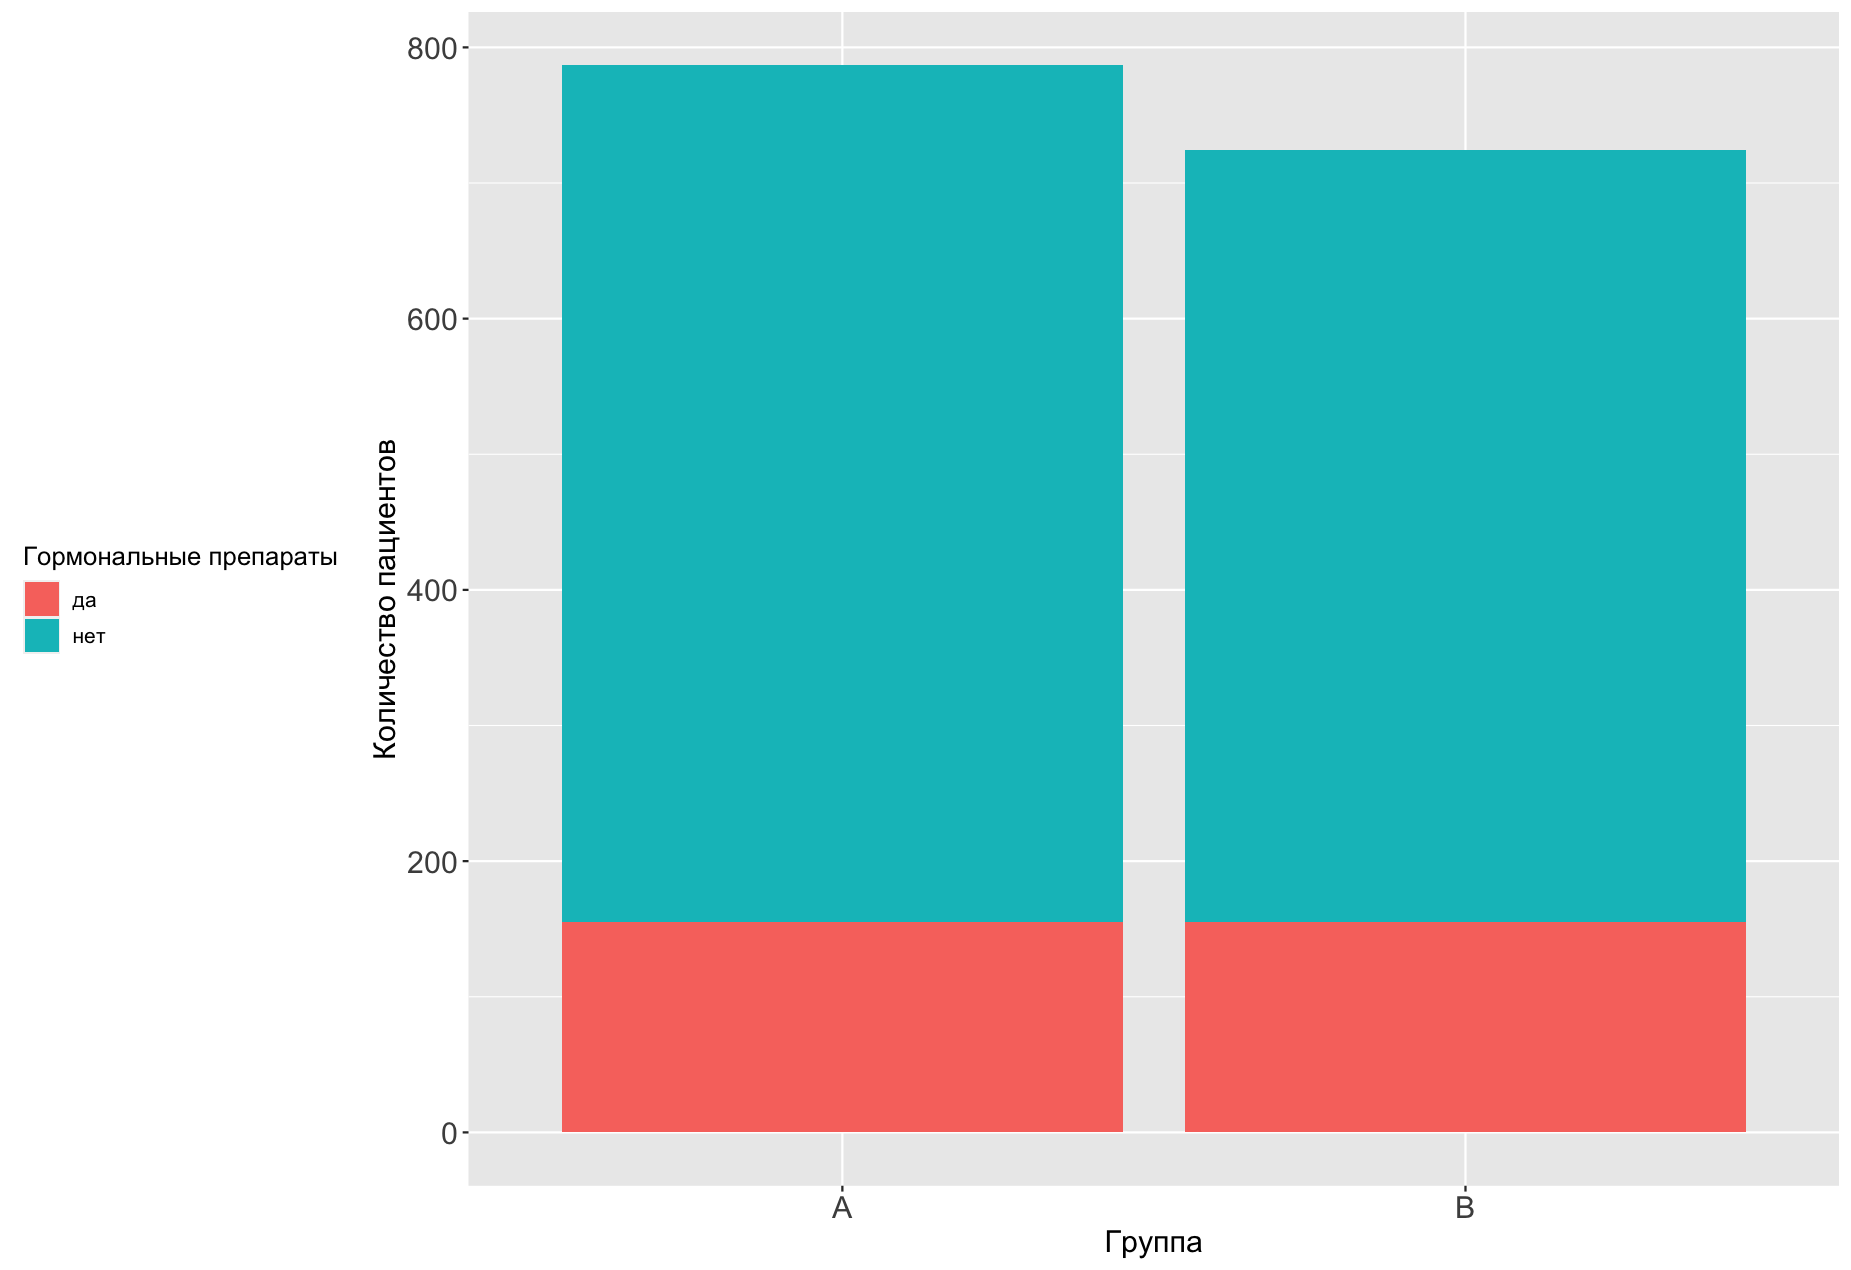 Гормональные препараты
да
нет
Количество пациентов
800
600
400
200
0
A
B
Группа